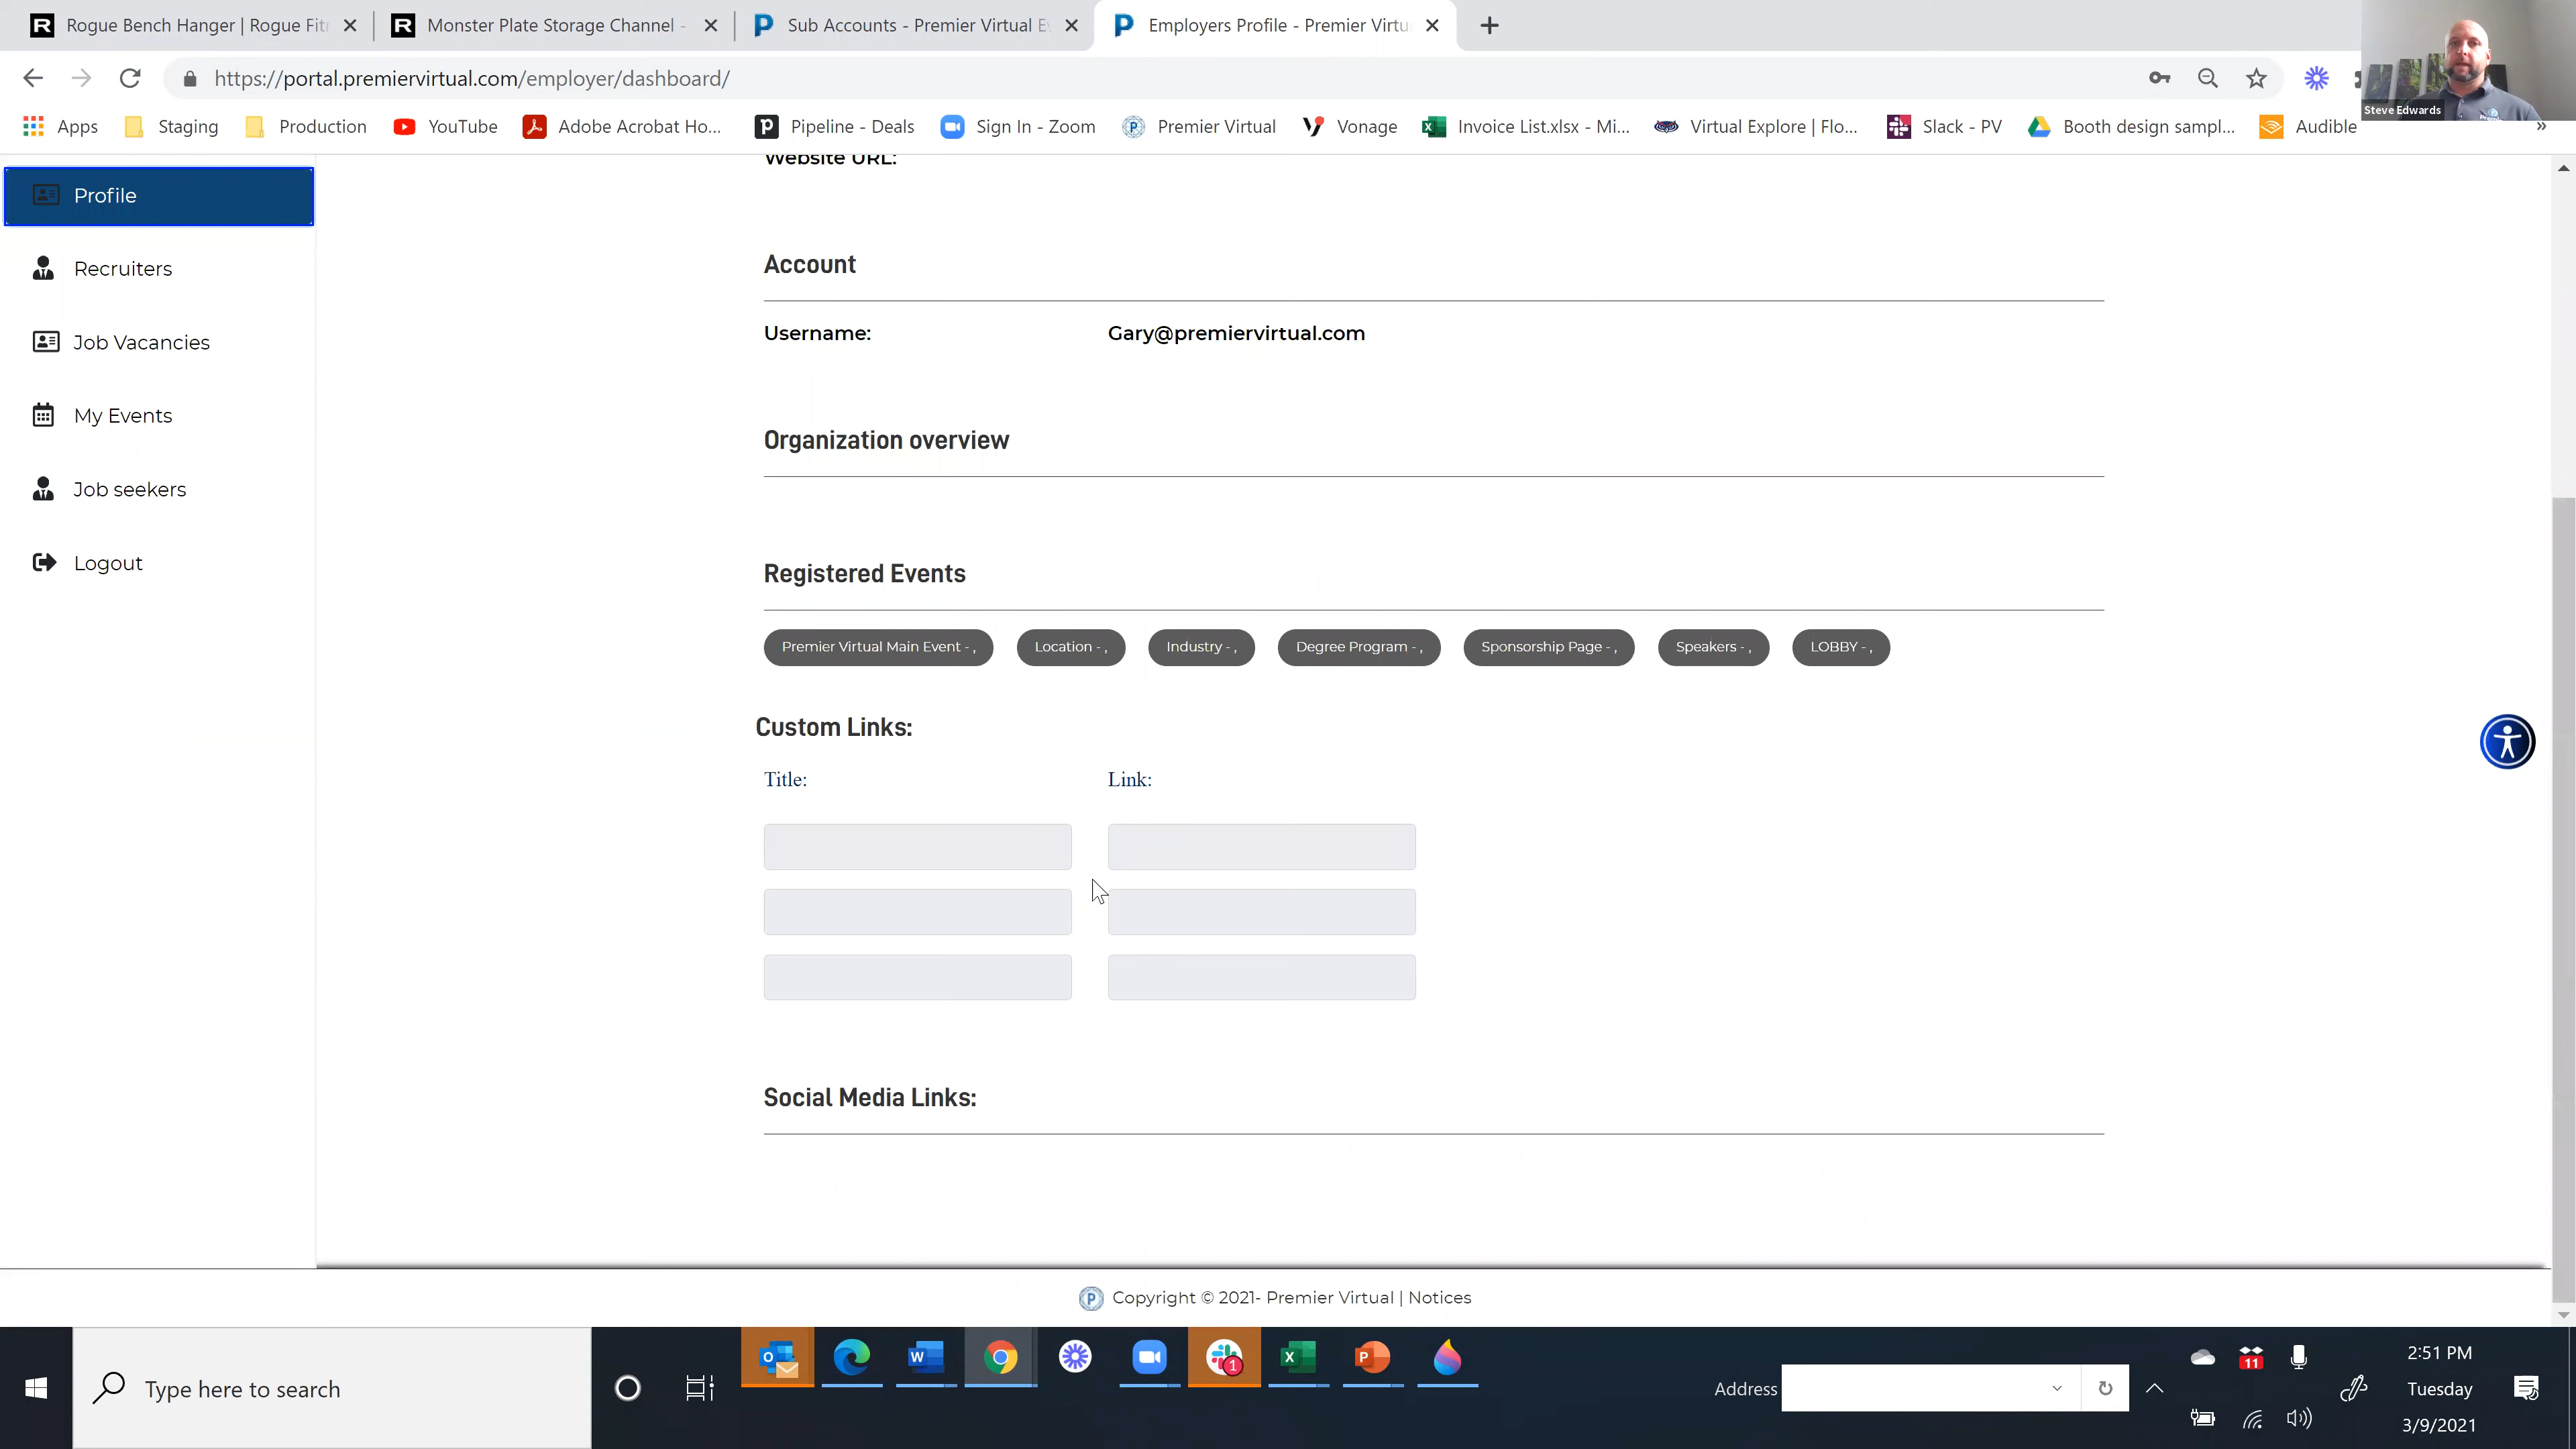 Rogue Bench Hanger | Rogue Fitn
Monster Plate Storage Channel -
Sub Accounts - Premier Virtual E
Employers Profile - Premier Virtu
https://portal.premiervirtual.com/employer/dashboard/
Apps
Staging
Production
YouTube
Adobe Acrobat Ho...
Pipeline - Deals
Sign In - Zoom
Premier Virtual
Vonage
Invoice List.xlsx - Mi...
Virtual Explore | Flo...
Slack - PV
Booth design sampl...
Audible
»
Steve Edwards
Profile
Recruiters
Job Vacancies
My Events
Job seekers
Logout
Website URL:
Account
Username: Gary@premiervirtual.com
Organization overview
Registered Events
Premier Virtual Main Event - ,
Location - ,
Industry - ,
Degree Program - ,
Sponsorship Page - ,
Speakers - ,
LOBBY - ,
Custom Links:
Title: Link:
Social Media Links:
Copyright © 2021- Premier Virtual | Notices
Type here to search
1
Address
11
2:51 PM
Tuesday
3/9/2021